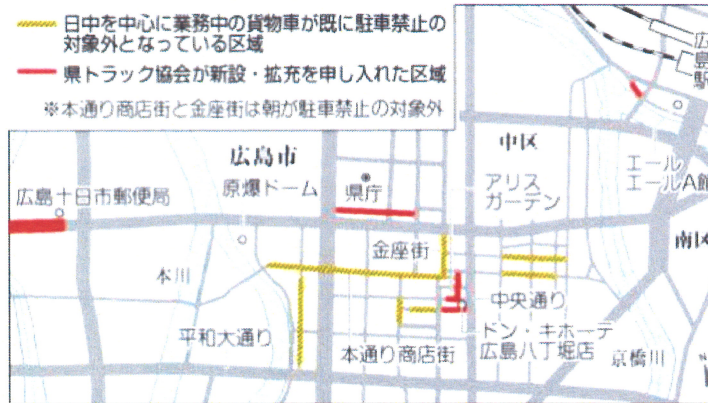 日中を中心に業務中の貨物車が既に駐車禁止の
対象外となっている区域
県トラック協会が新設・拡充を申し入れた区域
※本通り商店街と金座街は朝が駐車禁止の対象外
広島駅
中区
広島市
エール
エールA館
原爆ドーム
県庁
アリス
ガーデン
広島十日市郵便局
金座街
南区
本川
中央通り
平和大通り
本通り商店街
ドン・キホーテ
広島八丁堀店
京橋川
N